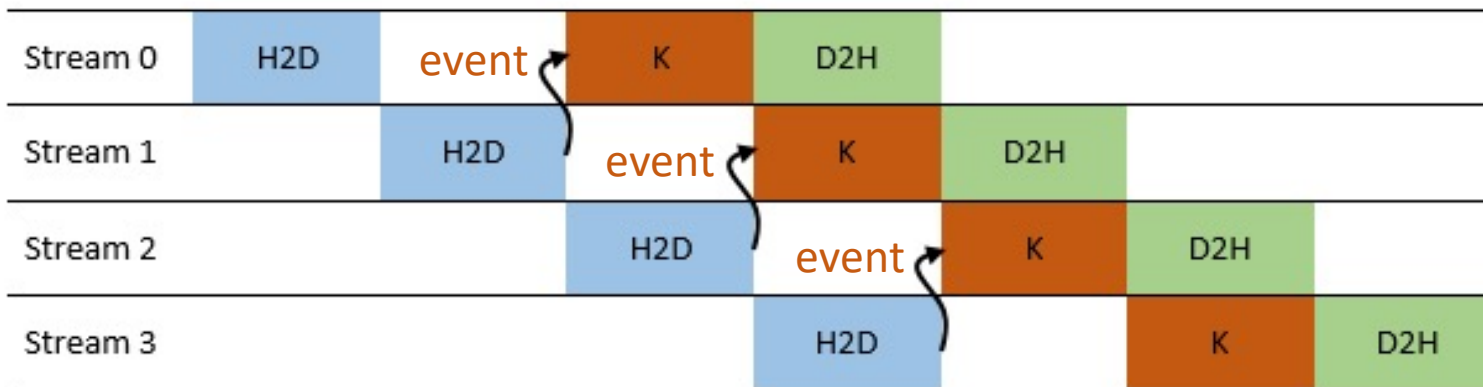 Stream 0 H2D event K D2H
Stream 1 H2D event K D2H
Stream 2 H2D event K D2H
Stream 3 H2D K D2H